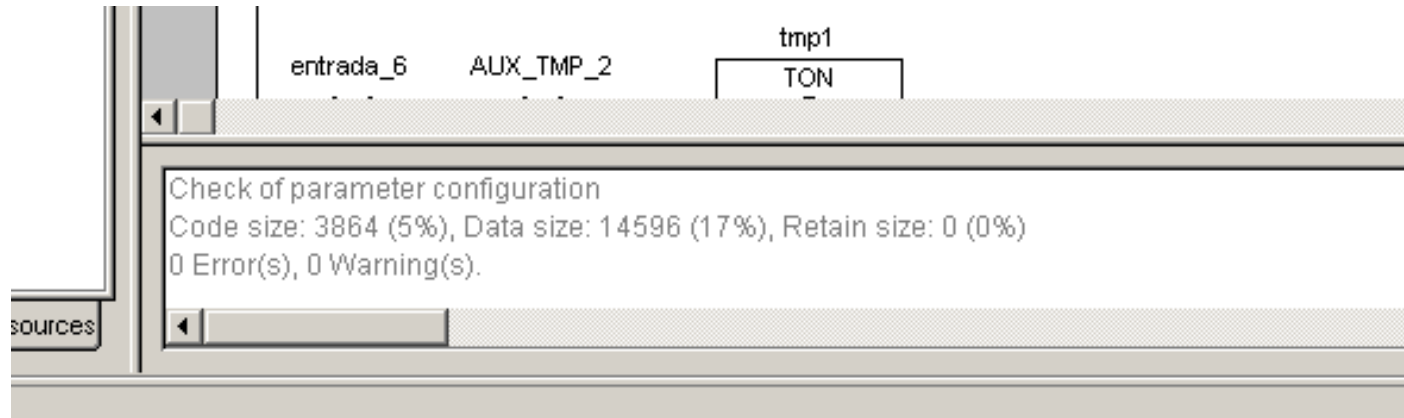 tmp1
entrada_6 AUX_TMP_2
TON
Check of parameter configuration
Code size: 3864 (5%), Data size: 14596 (17%), Retain size: 0 (0%)
0 Error(s), 0 Warning(s).
sources